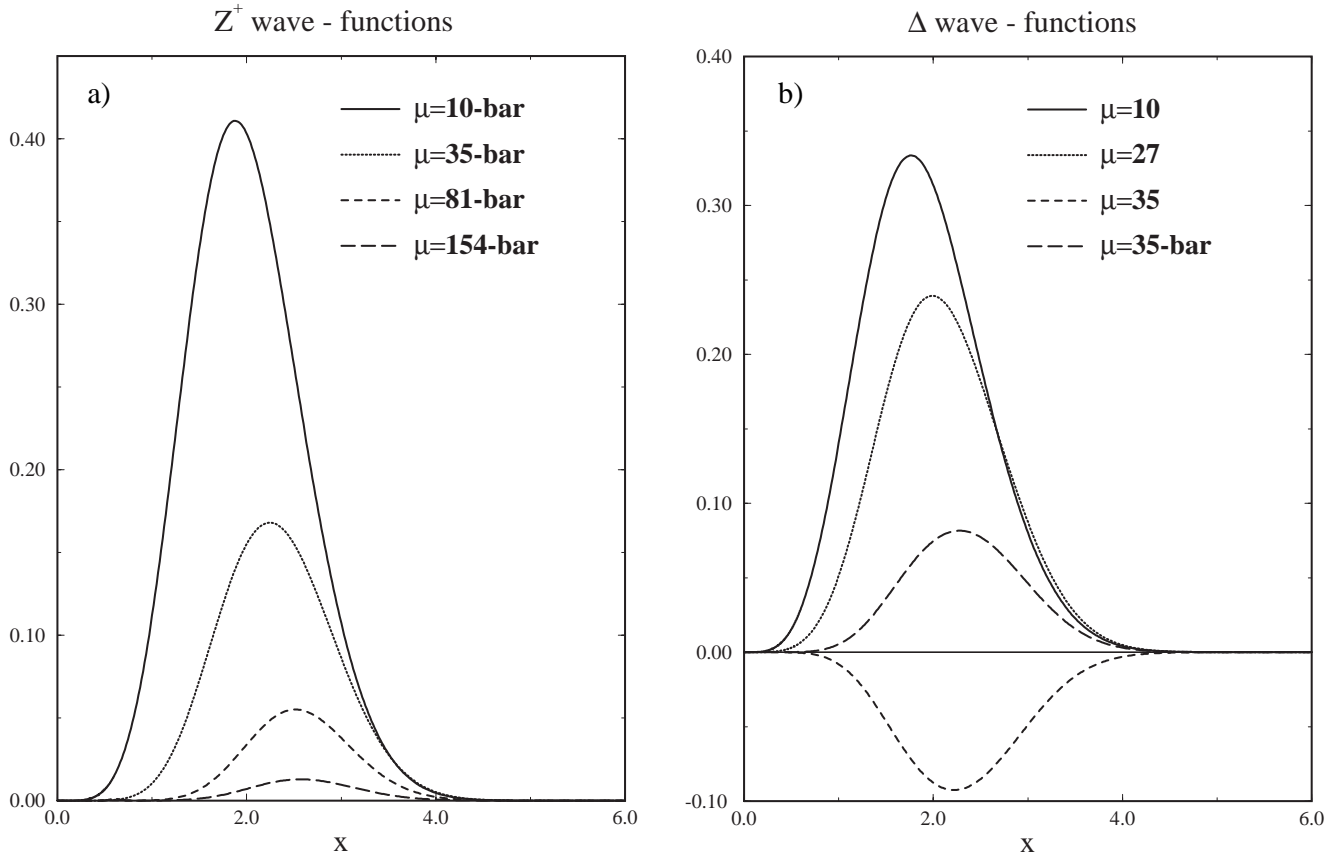 Z⁺ wave - functions
a)
μ=10-bar
μ=35-bar
μ=81-bar
μ=154-bar
0.40
0.30
0.20
0.10
0.00
0.0
2.0
4.0
6.0
x
Δ wave - functions
b)
μ=10
μ=27
μ=35
μ=35-bar
0.40
0.30
0.20
0.10
0.00
-0.10
0.0
2.0
4.0
6.0
x